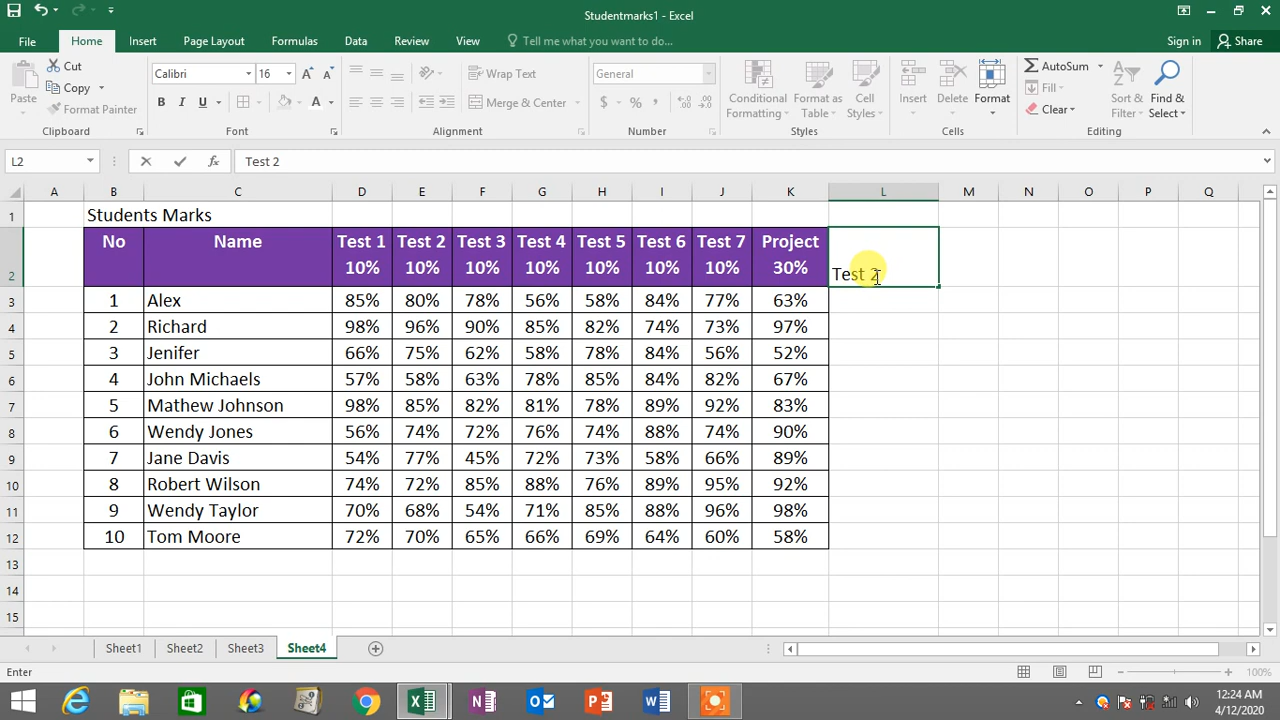 Studentmarks1 - Excel
File Home Insert Page Layout Formulas Data Review View Tell me what you want to do... Sign in Share
Paste Cut Copy Format Painter Clipboard
Calibri 16 A A B I U A Font
Wrap Text Merge & Center Alignment
General $ % , Number
Conditional Formatting Format as Table Cell Styles Styles
Insert Delete Format Cells
AutoSum Fill Clear Sort & Filter Find & Select Editing
L2 fx Test 2
A B C D E F G H I J K L M N O P Q
1 Students Marks
2 No Name Test 1 10% Test 2 10% Test 3 10% Test 4 10% Test 5 10% Test 6 10% Test 7 10% Project 30% Test 2
3 1 Alex 85% 80% 78% 56% 58% 84% 77% 63%
4 2 Richard 98% 96% 90% 85% 82% 74% 73% 97%
5 3 Jenifer 66% 75% 62% 58% 78% 84% 56% 52%
6 4 John Michaels 57% 58% 63% 78% 85% 84% 82% 67%
7 5 Mathew Johnson 98% 85% 82% 81% 78% 89% 92% 83%
8 6 Wendy Jones 56% 74% 72% 76% 74% 88% 74% 90%
9 7 Jane Davis 54% 77% 45% 72% 73% 58% 66% 89%
10 8 Robert Wilson 74% 72% 85% 88% 76% 89% 95% 92%
11 9 Wendy Taylor 70% 68% 54% 71% 85% 88% 96% 98%
12 10 Tom Moore 72% 70% 65% 66% 69% 64% 60% 58%
13
14
15
Sheet1 Sheet2 Sheet3 Sheet4
Enter 100%
12:24 AM
4/12/2020